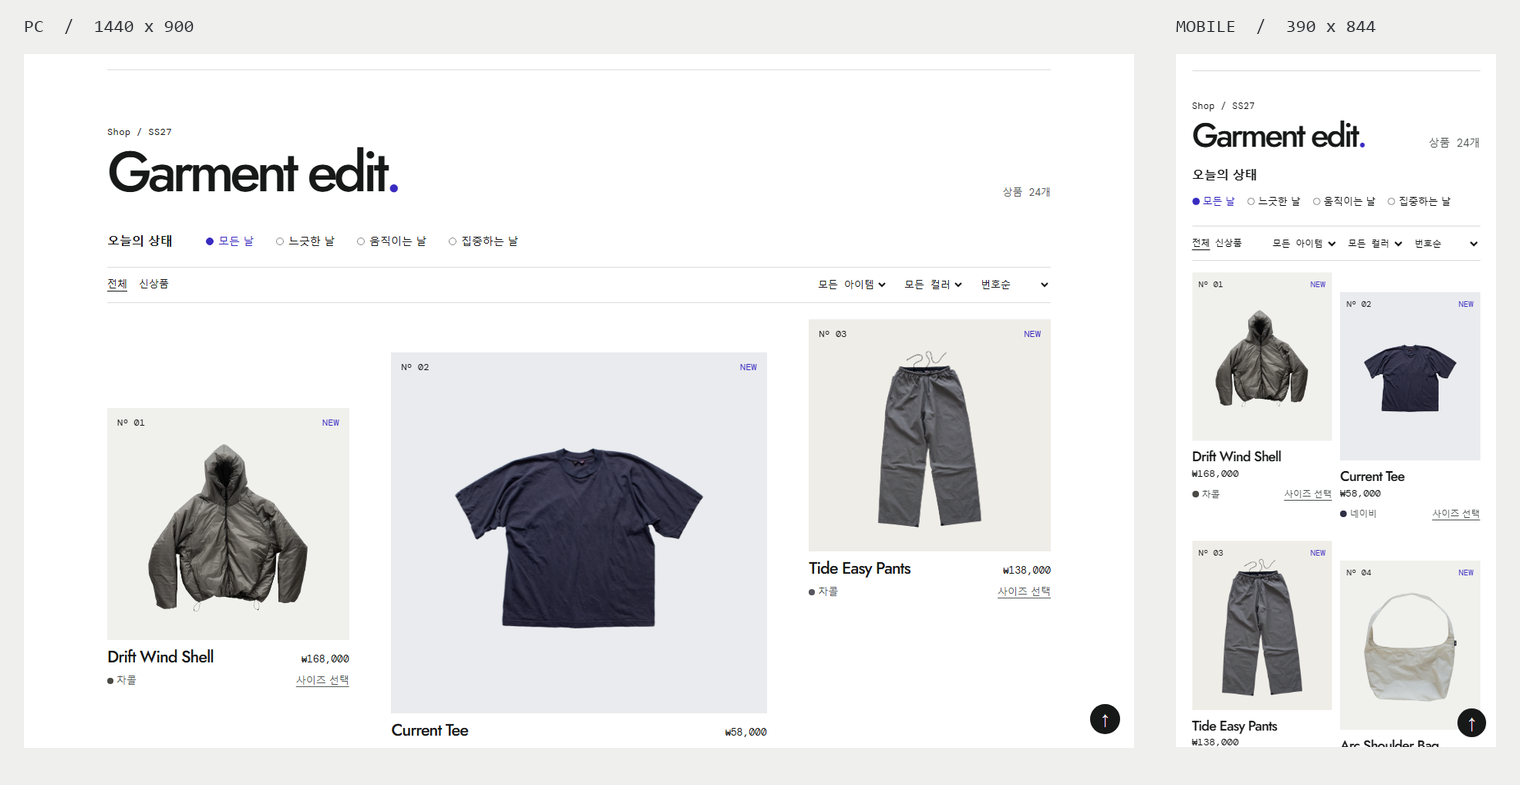 PC / 1440 x 900
Shop / SS27
Garment edit.
상품 24개
오늘의 상태 모든 날 느긋한 날 움직이는 날 집중하는 날
전체 신상품 모든 아이템 모든 컬러 번호순
Nº 01 NEW
Drift Wind Shell ₩168,000
자콜 사이즈 선택
Nº 02 NEW
Current Tee ₩58,000
Nº 03 NEW
Tide Easy Pants ₩138,000
자콜 사이즈 선택
↑
MOBILE / 390 x 844
Shop / SS27
Garment edit.
상품 24개
오늘의 상태
모든 날 느긋한 날 움직이는 날 집중하는 날
전체 신상품 모든 아이템 모든 컬러 번호순
Nº 01 NEW
Drift Wind Shell
₩168,000
자콜 사이즈 선택
Nº 02 NEW
Current Tee
₩58,000
네이비 사이즈 선택
Nº 03 NEW
Tide Easy Pants
₩138,000
Nº 04 NEW
Arc Shoulder Bag
↑